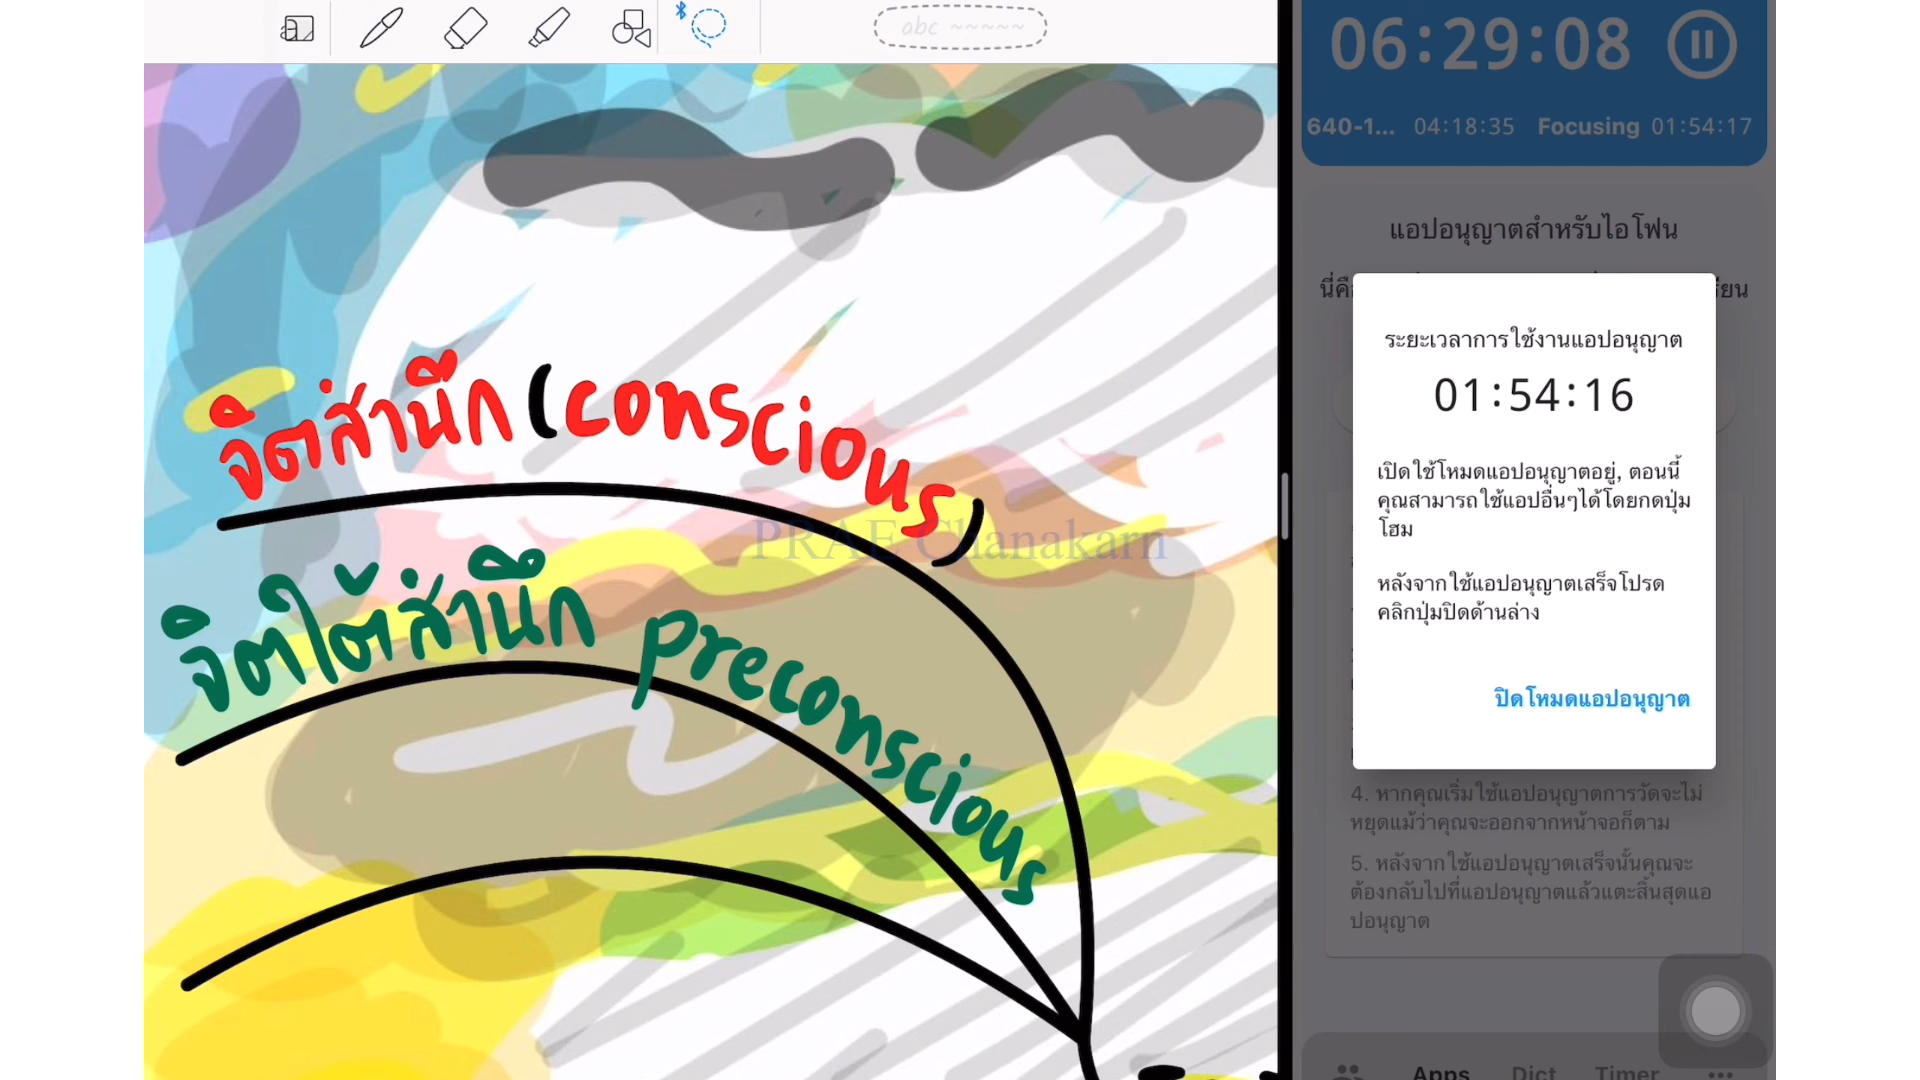 abc ~~~~~
จิตสำนึก (conscious)
PRAE Chanakarn
จิตใต้สำนึก preconscious
06:29:08
640-1... 04:18:35 Focusing 01:54:17
แอปอนุญาตสำหรับไอโฟน
ระยะเวลาการใช้งานแอปอนุญาต
01:54:16
เปิดใช้โหมดแอปอนุญาตอยู่, ตอนนี้
คุณสามารถใช้แอปอื่นๆได้โดยกดปุ่ม
โฮม
หลังจากใช้แอปอนุญาตเสร็จโปรด
คลิกปุ่มปิดด้านล่าง
ปิดโหมดแอปอนุญาต
4. หากคุณเริ่มใช้แอปอนุญาตการวัดจะไม่
หยุดแม้ว่าคุณจะออกจากหน้าจอก็ตาม
5. หลังจากใช้แอปอนุญาตเสร็จนั้นคุณจะ
ต้องกลับไปที่แอปอนุญาตแล้วแตะสิ้นสุดแอ
ปอนุญาต
Apps Dict Timer